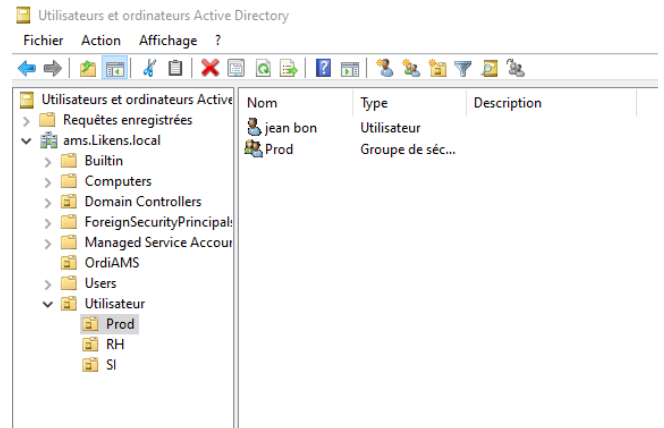 Utilisateurs et ordinateurs Active Directory
Fichier Action Affichage ?
Utilisateurs et ordinateurs Active
Requêtes enregistrées
ams.Likens.local
Builtin
Computers
Domain Controllers
ForeignSecurityPrincipals
Managed Service Accour
OrdiAMS
Users
Utilisateur
Prod
RH
SI
Nom Type Description
jean bon Utilisateur
Prod Groupe de séc...